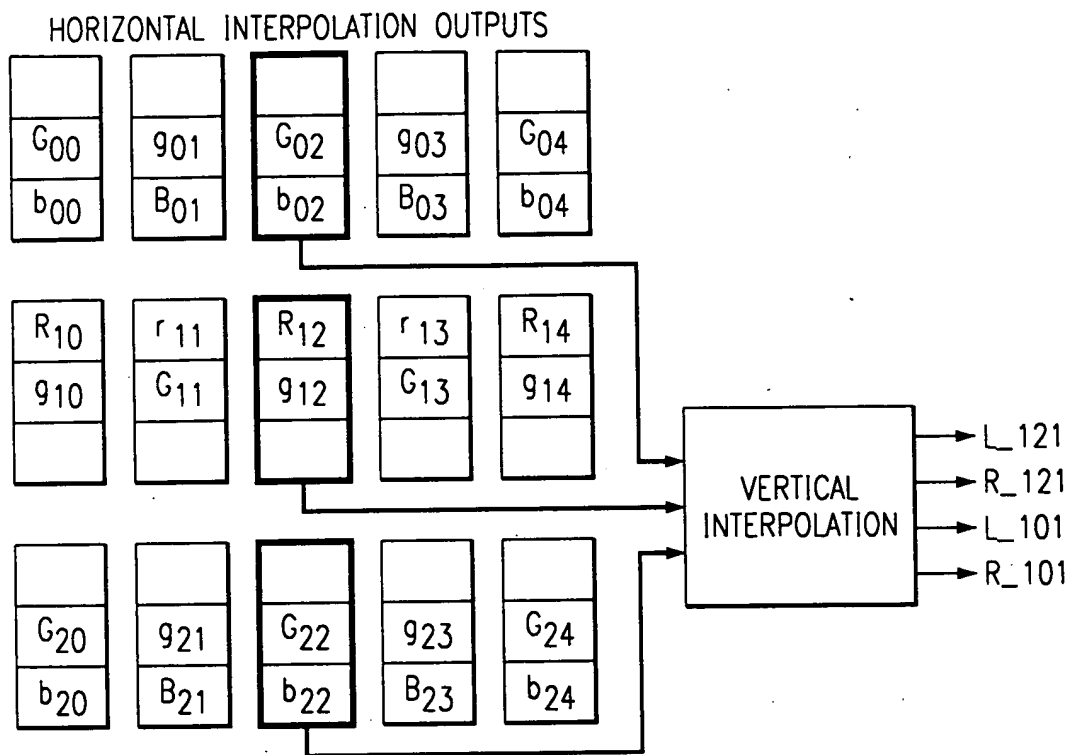 HORIZONTAL INTERPOLATION OUTPUTS
G00 g01 G02 g03 G04
b00 B01 b02 B03 b04
R10 r11 R12 r13 R14
g10 G11 g12 G13 g14
VERTICAL INTERPOLATION
L_121
R_121
L_101
R_101
G20 g21 G22 g23 G24
b20 B21 b22 B23 b24